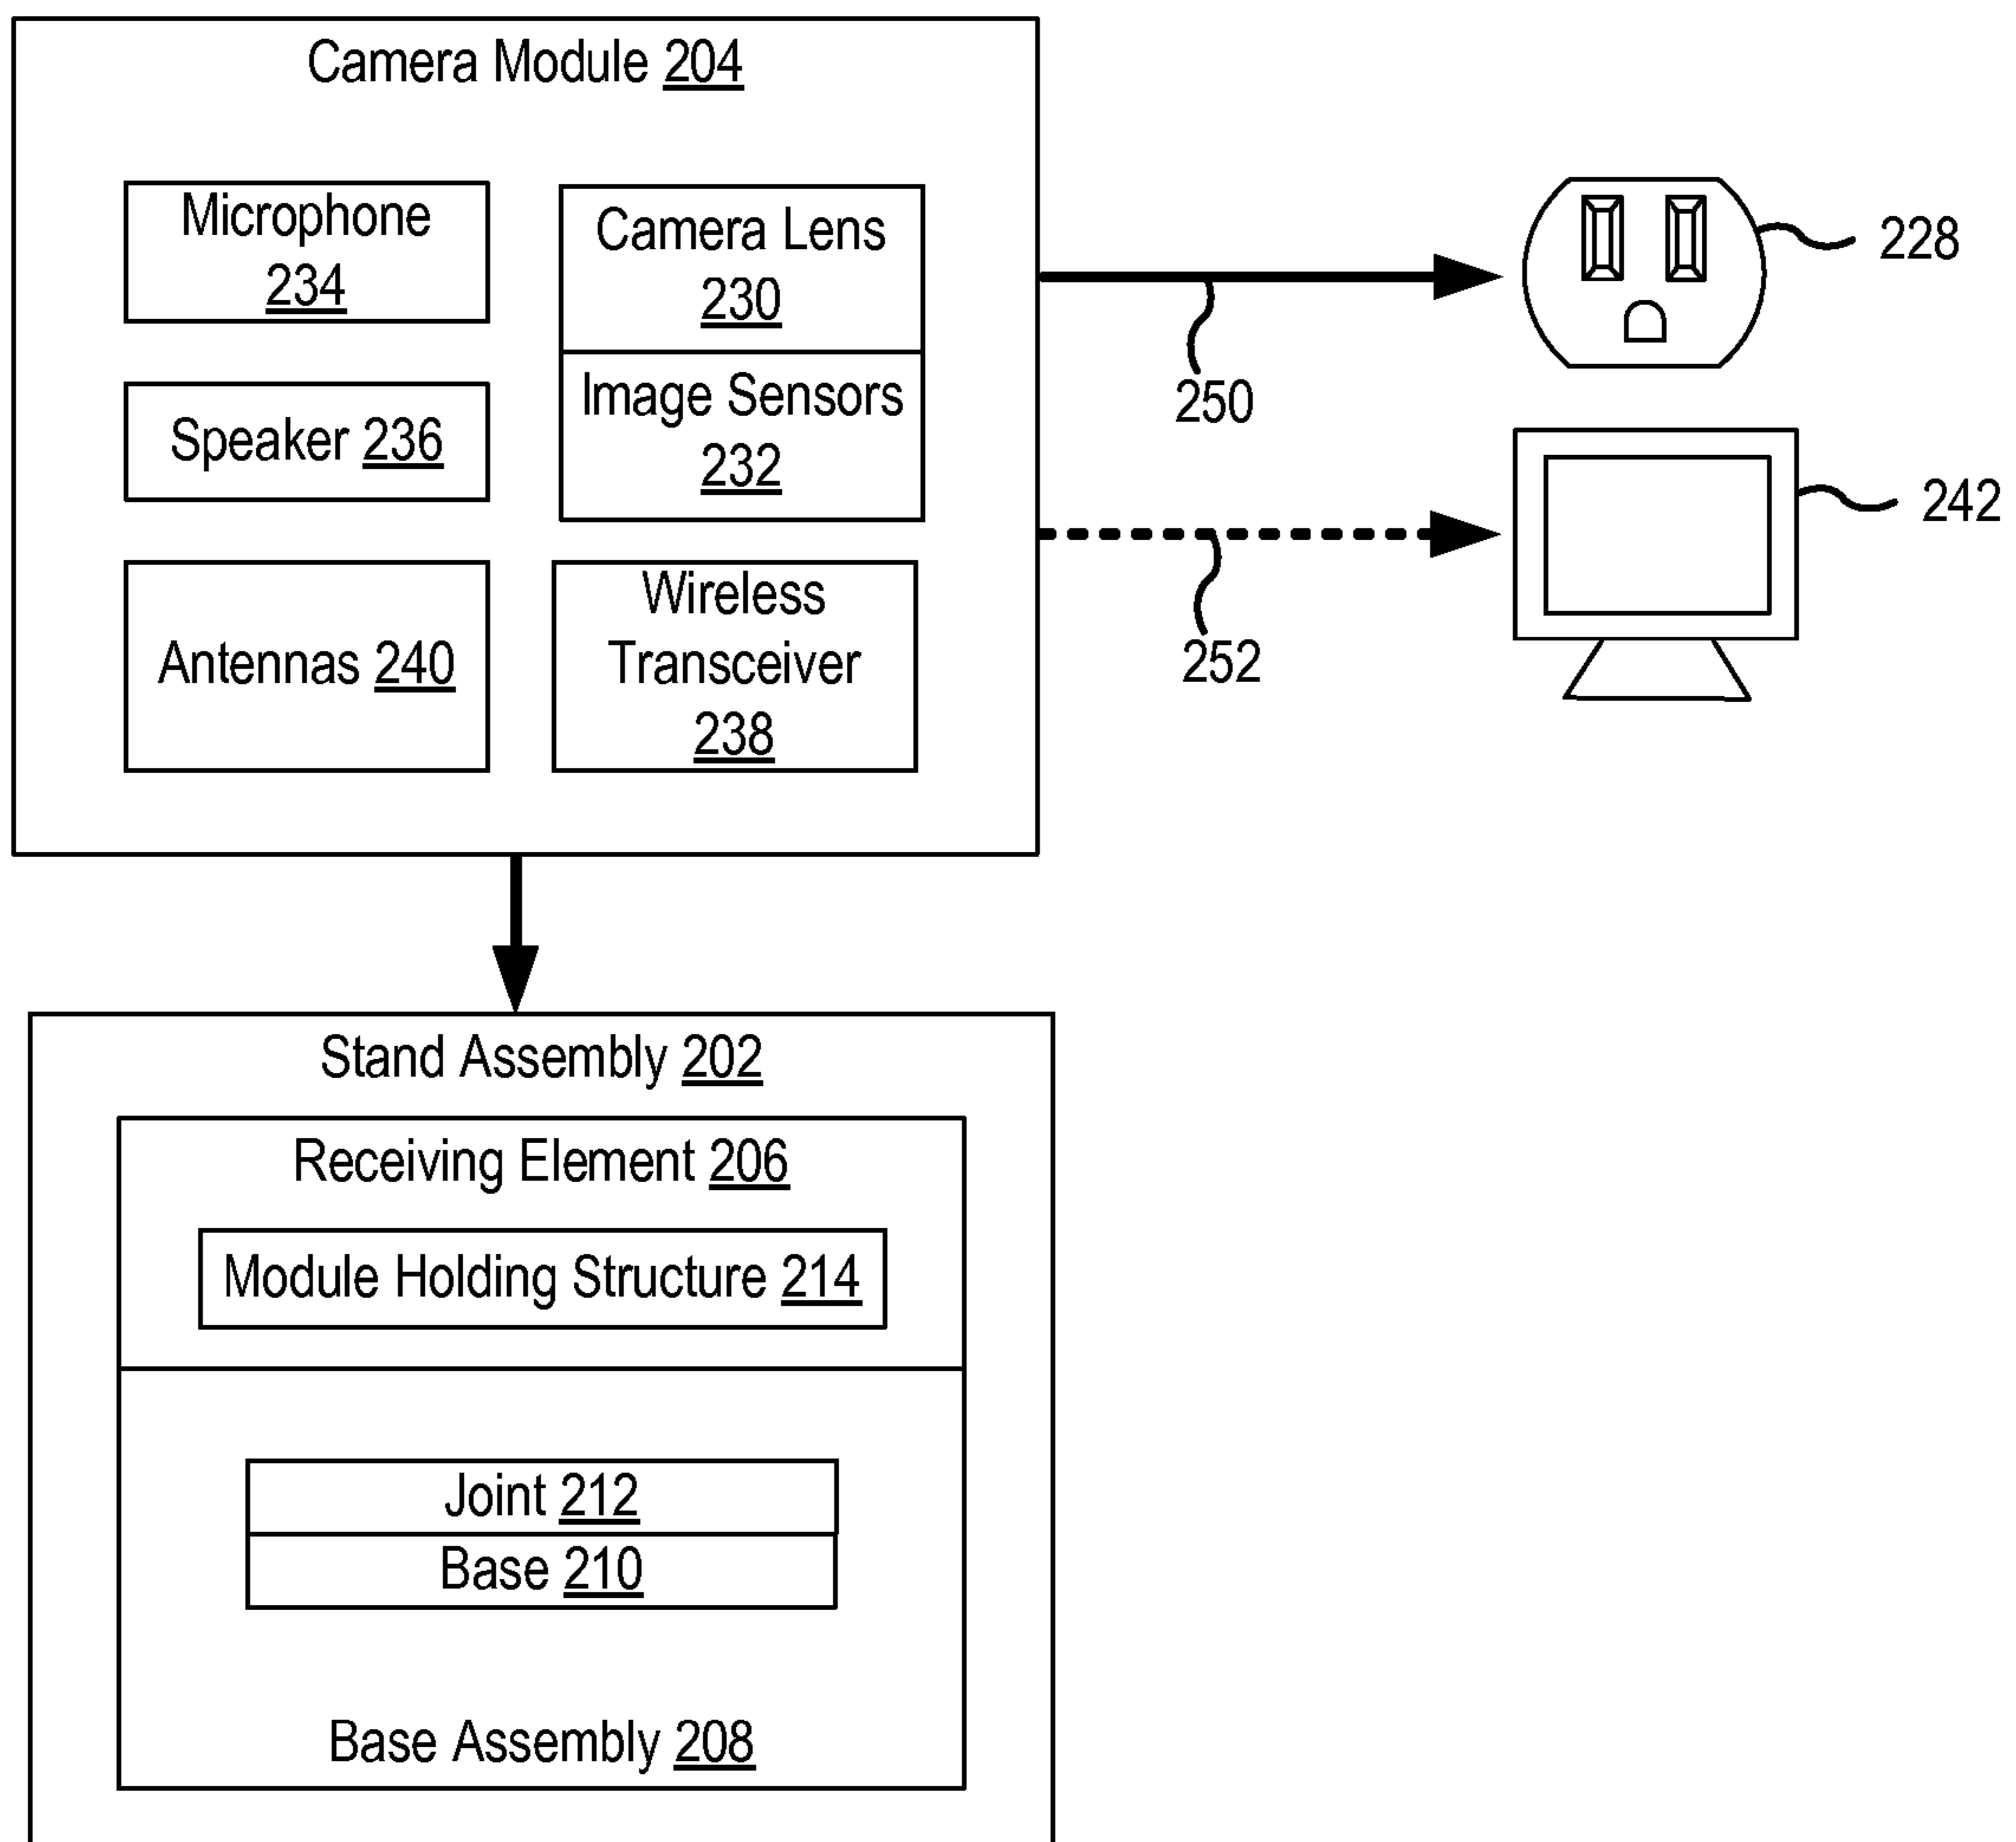 Camera Module 204
Microphone
234
Camera Lens
230
Speaker 236
Image Sensors
232
Antennas 240
Wireless
Transceiver
238
228
250
242
252
Stand Assembly 202
Receiving Element 206
Module Holding Structure 214
Joint 212
Base 210
Base Assembly 208